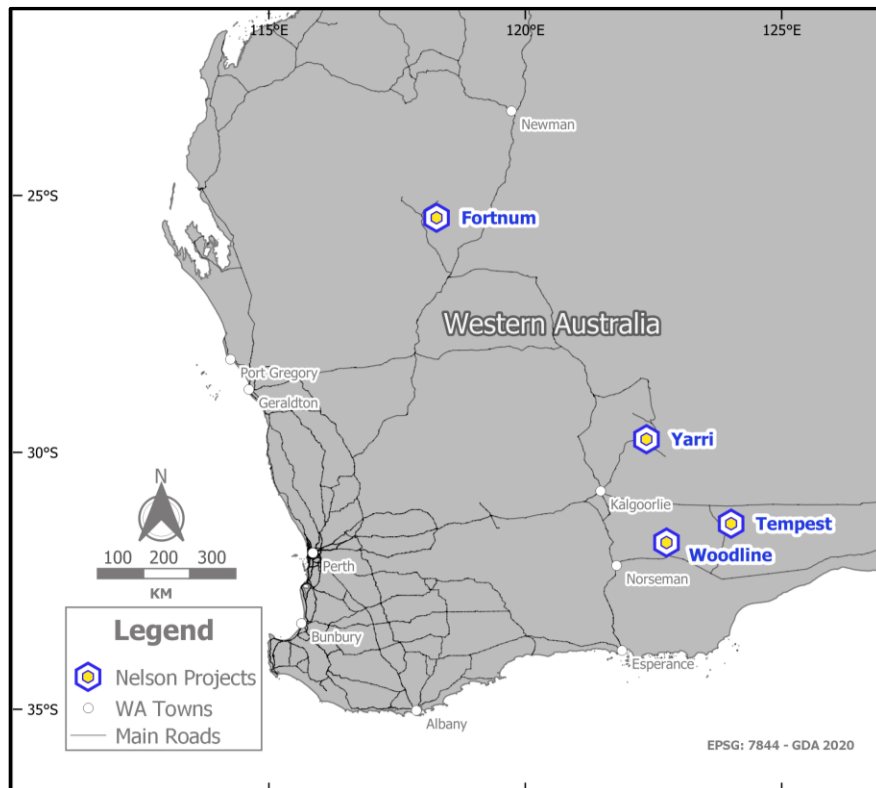 115°E 120°E 125°E
Newman
25°S
Fortnum
Western Australia
Port Gregory
Geraldton
Yarri
30°S
Kalgoorlie
N
Tempest
Woodline
100 200 300
Perth
Norseman
KM
Legend
Bunbury
Esperance
Nelson Projects
WA Towns
35°S
Albany
Main Roads
EPSG: 7844 - GDA 2020